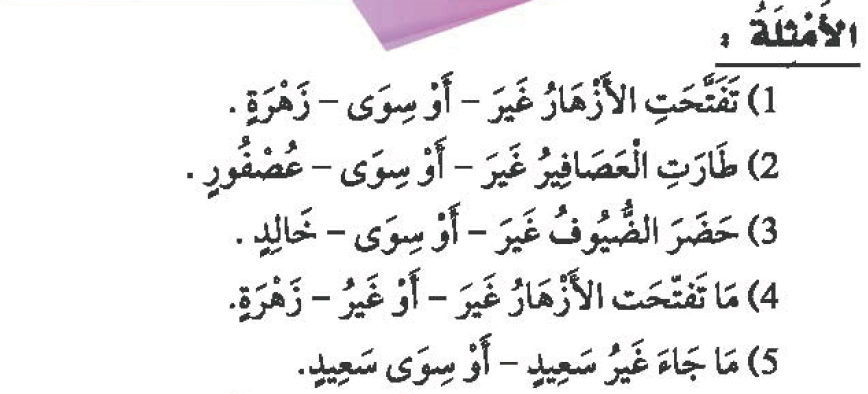 الأَمْثِلَةُ :
1) تَفَتَّحَتِ الأَزْهَارُ غَيرَ – أَوْ سِوَى – زَهْرَةٍ .
2) طَارَتِ الْعَصَافِيرُ غَيرَ – أَوْ سِوَى – عُصْفُورٍ .
3) حَضَرَ الضُّيُوفُ غَيرَ – أَوْ سِوَى – خَالِدٍ .
4) مَا تَفتّحَت الأَزْهَارُ غَيرَ – أَوْ غَيرُ – زَهْرَةٍ.
5) مَا جَاءَ غَيرُ سَعِيدٍ – أَوْ سِوَى سَعِيدٍ.